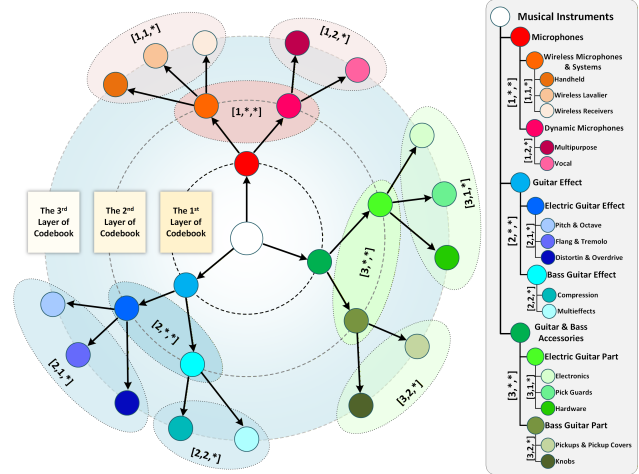 [1,1,*]
[1,2,*]
[1,*,*]
[3,1,*]
[3,*,*]
The 3rd
Layer of
Codebook
The 2nd
Layer of
Codebook
The 1st
Layer of
Codebook
[2,*,*]
[2,1,*]
[2,2,*]
[3,2,*]
Musical Instruments
Microphones
[1,*,*]
Wireless Microphones
& Systems
[1,1,*]
Handheld
Wireless Lavalier
Wireless Receivers
Dynamic Microphones
[1,2,*]
Multipurpose
Vocal
Guitar Effect
[2,*,*]
Electric Guitar Effect
[2,1,*]
Pitch & Octave
Flang & Tremolo
Distortin & Overdrive
Bass Guitar Effect
[2,2,*]
Compression
Multieffects
Guitar & Bass
Accessories
[3,*,*]
Electric Guitar Part
[3,1,*]
Electronics
Pick Guards
Hardware
Bass Guitar Part
[3,2,*]
Pickups & Pickup Covers
Knobs